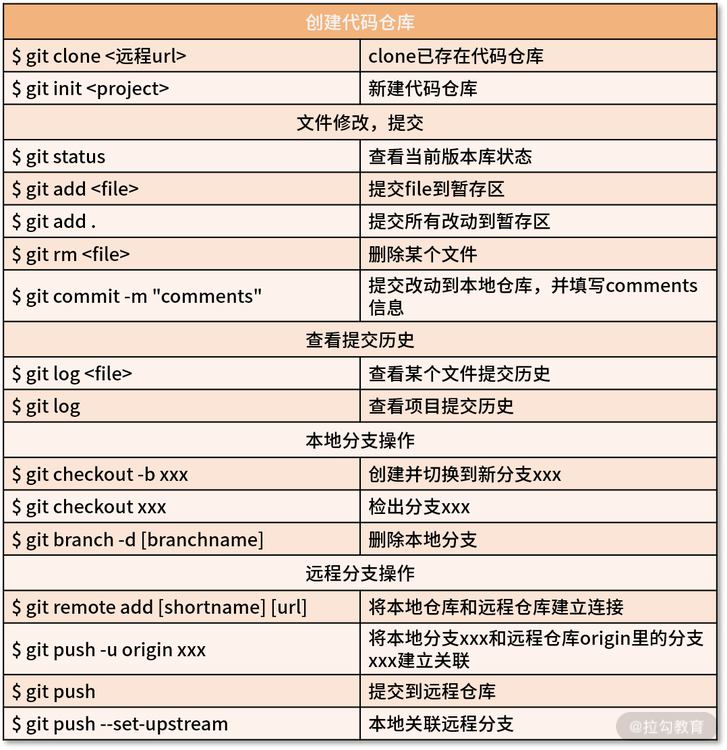 创建代码仓库
$ git clone <远程url>
clone已存在代码仓库
$ git init <project>
新建代码仓库
文件修改，提交
$ git status
查看当前版本库状态
$ git add <file>
提交file到暂存区
$ git add .
提交所有改动到暂存区
$ git rm <file>
删除某个文件
$ git commit -m "comments"
提交改动到本地仓库，并填写comments
信息
查看提交历史
$ git log <file>
查看某个文件提交历史
$ git log
查看项目提交历史
本地分支操作
$ git checkout -b xxx
创建并切换到新分支xxx
$ git checkout xxx
检出分支xxx
$ git branch -d [branchname]
删除本地分支
远程分支操作
$ git remote add [shortname] [url]
将本地仓库和远程仓库建立连接
$ git push -u origin xxx
将本地分支xxx和远程仓库origin里的分支
xxx建立关联
$ git push
提交到远程仓库
$ git push --set-upstream
本地关联远程分支
@拉勾教育